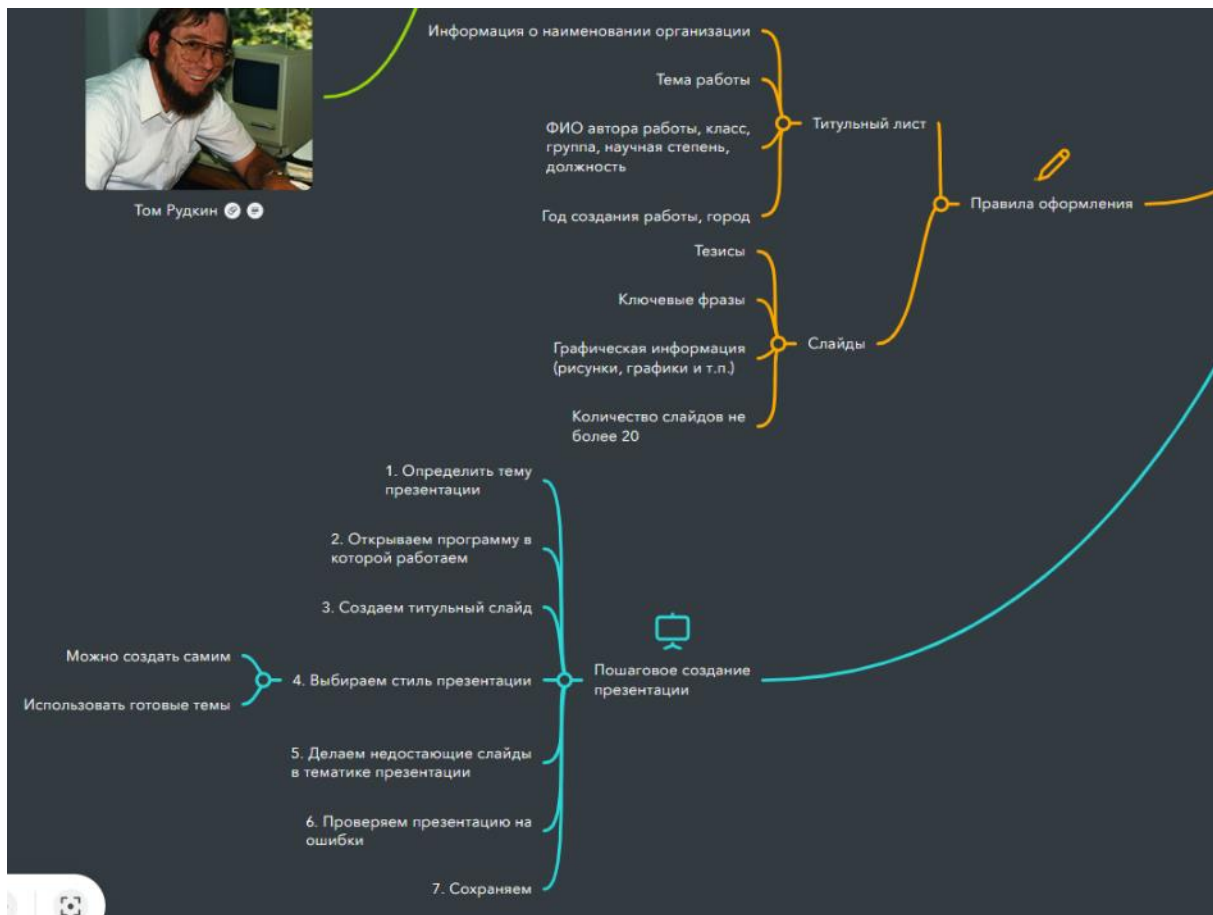 Том Рудкин
Информация о наименовании организации
Тема работы
ФИО автора работы, класс,
группа, научная степень,
должность
Год создания работы, город
Титульный лист
Правила оформления
Тезисы
Ключевые фразы
Графическая информация
(рисунки, графики и т.п.)
Количество слайдов не
более 20
Слайды
1. Определить тему
презентации
2. Открываем программу в
которой работаем
3. Создаем титульный слайд
Можно создать самим
Использовать готовые темы
4. Выбираем стиль презентации
Пошаговое создание
презентации
5. Делаем недостающие слайды
в тематике презентации
6. Проверяем презентацию на
ошибки
7. Сохраняем